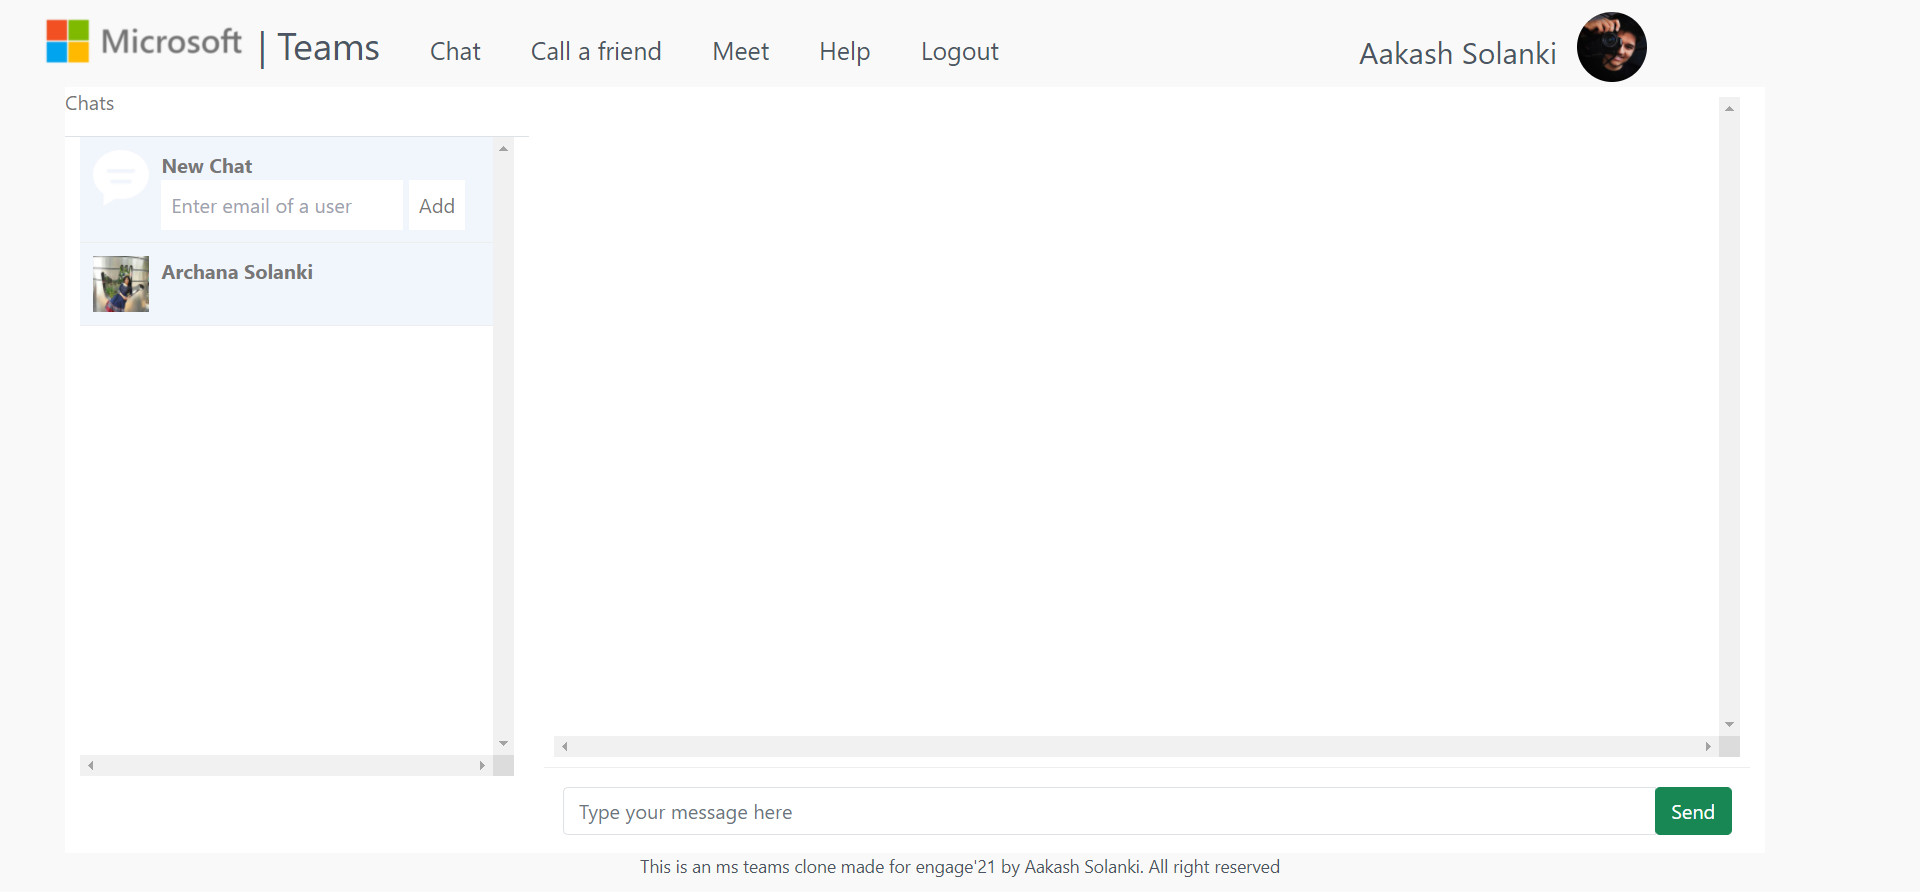 Microsoft | Teams Chat Call a friend Meet Help Logout Aakash Solanki
Chats
New Chat
Enter email of a user Add
Archana Solanki
Type your message here Send
This is an ms teams clone made for engage'21 by Aakash Solanki. All right reserved